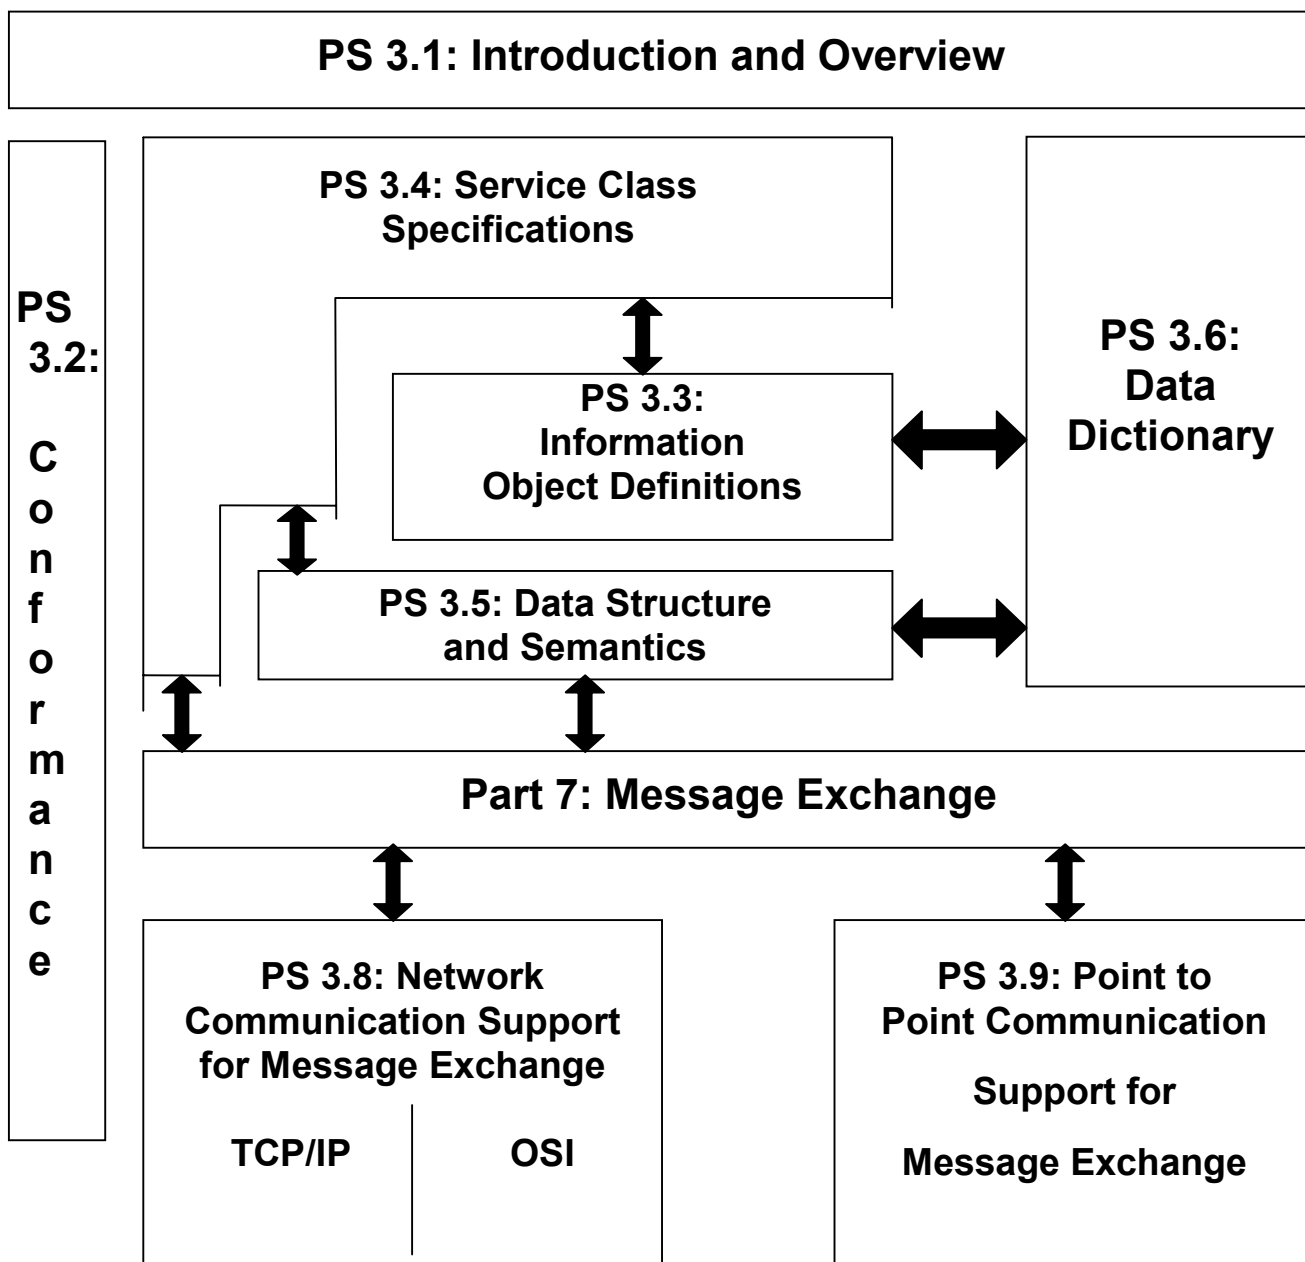 PS 3.1: Introduction and Overview
PS 3.4: Service Class
Specifications
PS
3.2:
C
o
n
f
o
r
m
a
n
c
e
PS 3.3:
Information
Object Definitions
PS 3.6:
Data
Dictionary
PS 3.5: Data Structure
and Semantics
Part 7: Message Exchange
PS 3.8: Network
Communication Support
for Message Exchange
TCP/IP
OSI
PS 3.9: Point to
Point Communication
Support for
Message Exchange